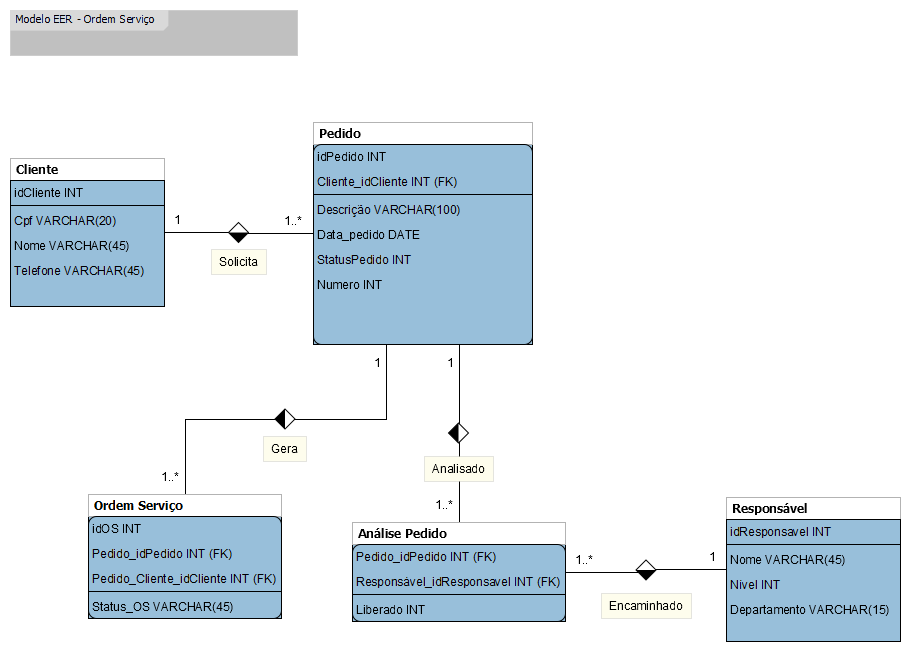 Modelo EER - Ordem Serviço
Pedido
idPedido INT
Cliente_idCliente INT (FK)
Descrição VARCHAR(100)
Data_pedido DATE
StatusPedido INT
Numero INT
Cliente
idCliente INT
Cpf VARCHAR(20)
Nome VARCHAR(45)
Telefone VARCHAR(45)
1
1..*
Solicita
1
1
Gera
Analisado
1..*
1..*
Ordem Serviço
idOS INT
Pedido_idPedido INT (FK)
Pedido_Cliente_idCliente INT (FK)
Status_OS VARCHAR(45)
Análise Pedido
Pedido_idPedido INT (FK)
Responsável_idResponsavel INT (FK)
Liberado INT
1..*
1
Encaminhado
Responsável
idResponsavel INT
Nome VARCHAR(45)
Nivel INT
Departamento VARCHAR(15)